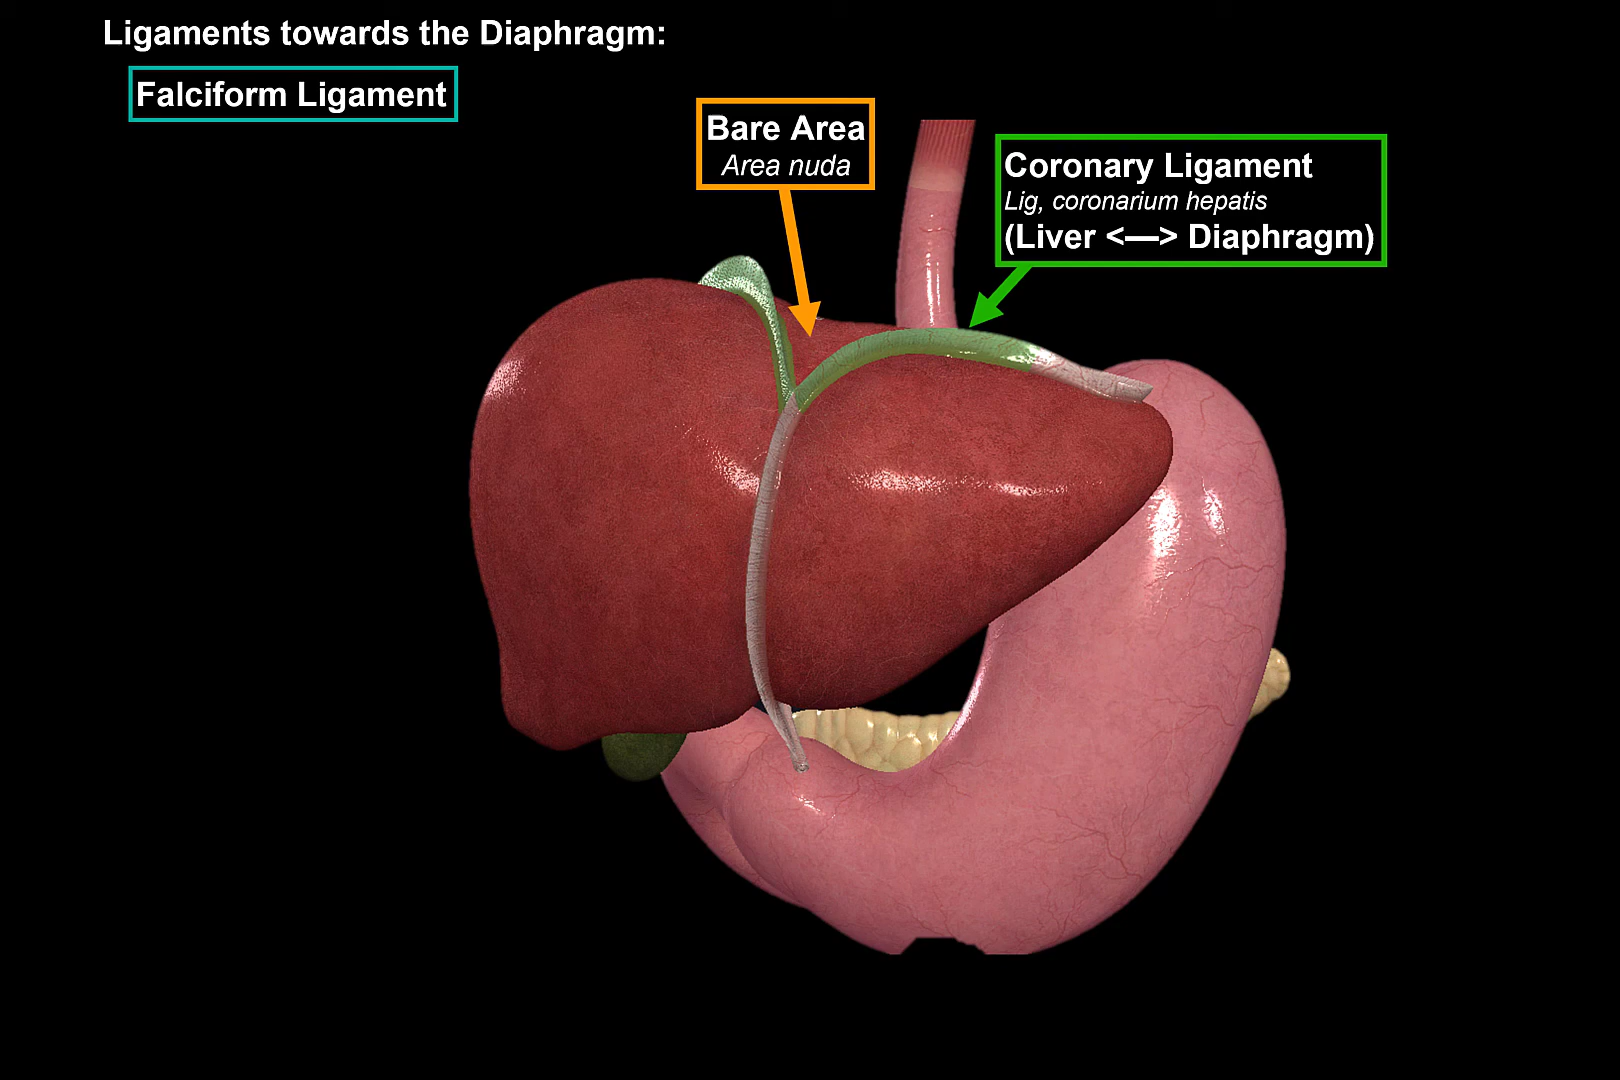 Ligaments towards the Diaphragm:
Falciform Ligament
Bare Area
Area nuda
Coronary Ligament
Lig, coronarium hepatis
(Liver <—> Diaphragm)